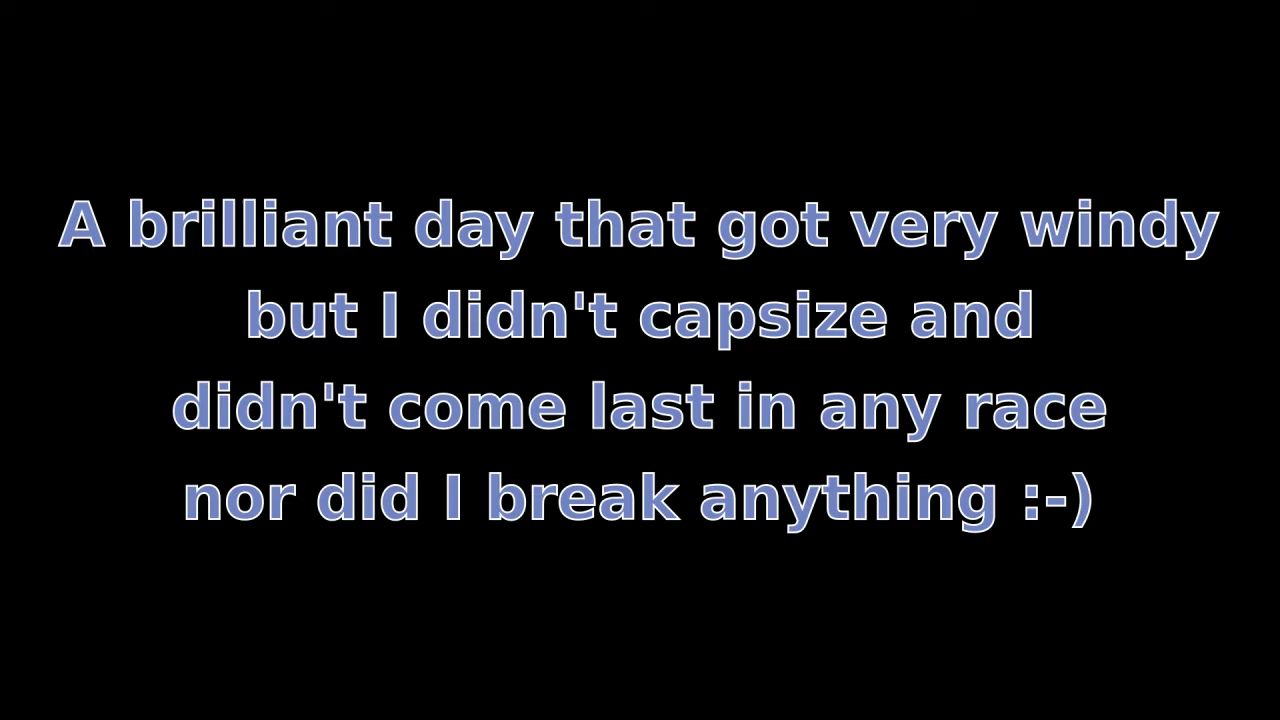 A brilliant day that got very windy
but I didn't capsize and
didn't come last in any race
nor did I break anything :-)